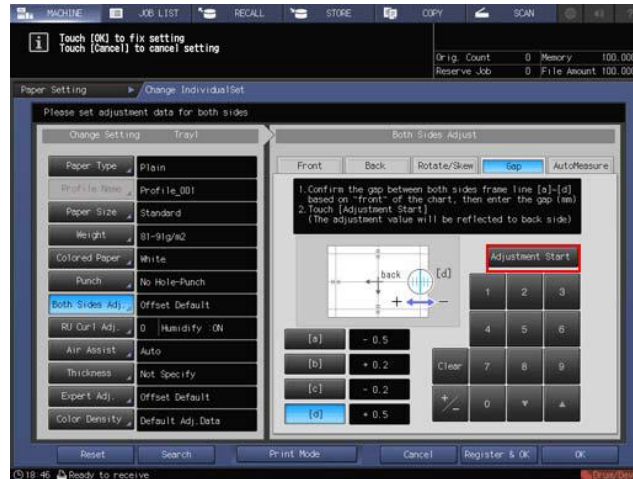 MACHINE JOB LIST RECALL STORE COPY SCAN
Touch [OK] to fix setting
Touch [Cancel] to cancel setting
Orig. Count 0 Memory 100.00
Reserve Job 0 File Amount 100.00
Paper Setting Change IndividualSet
Please set adjustment data for both sides
Change Setting Tray1
Both Sides Adjust
Paper Type Plain
Profile Name Profile_001
Paper Size Standard
Weight 81-91g/m2
Colored Paper White
Punch No Hole-Punch
Both Sides Adj. Offset Default
RU Curl Adj. 0 Humidify :ON
Air Assist Auto
Thickness Not Specify
Expert Adj. Offset Default
Color Density Default Adj.Data
Front Back Rotate/Skew Gap AutoMeasure
1.Confirm the gap between both sides frame line [a]-[d]
based on "front" of the chart, then enter the gap (mm)
2.Touch [Adjustment Start]
(The adjustment value will be reflected to back side)
back [d]
+ -
Adjustment Start
1 2 3
4 5 6
Clear 7 8 9
+/- 0 ▼ ▲
[a] - 0.5
[b] + 0.2
[c] - 0.2
[d] + 0.5
Reset Search Print Mode Cancel Register & OK OK
18:46 Ready to receive